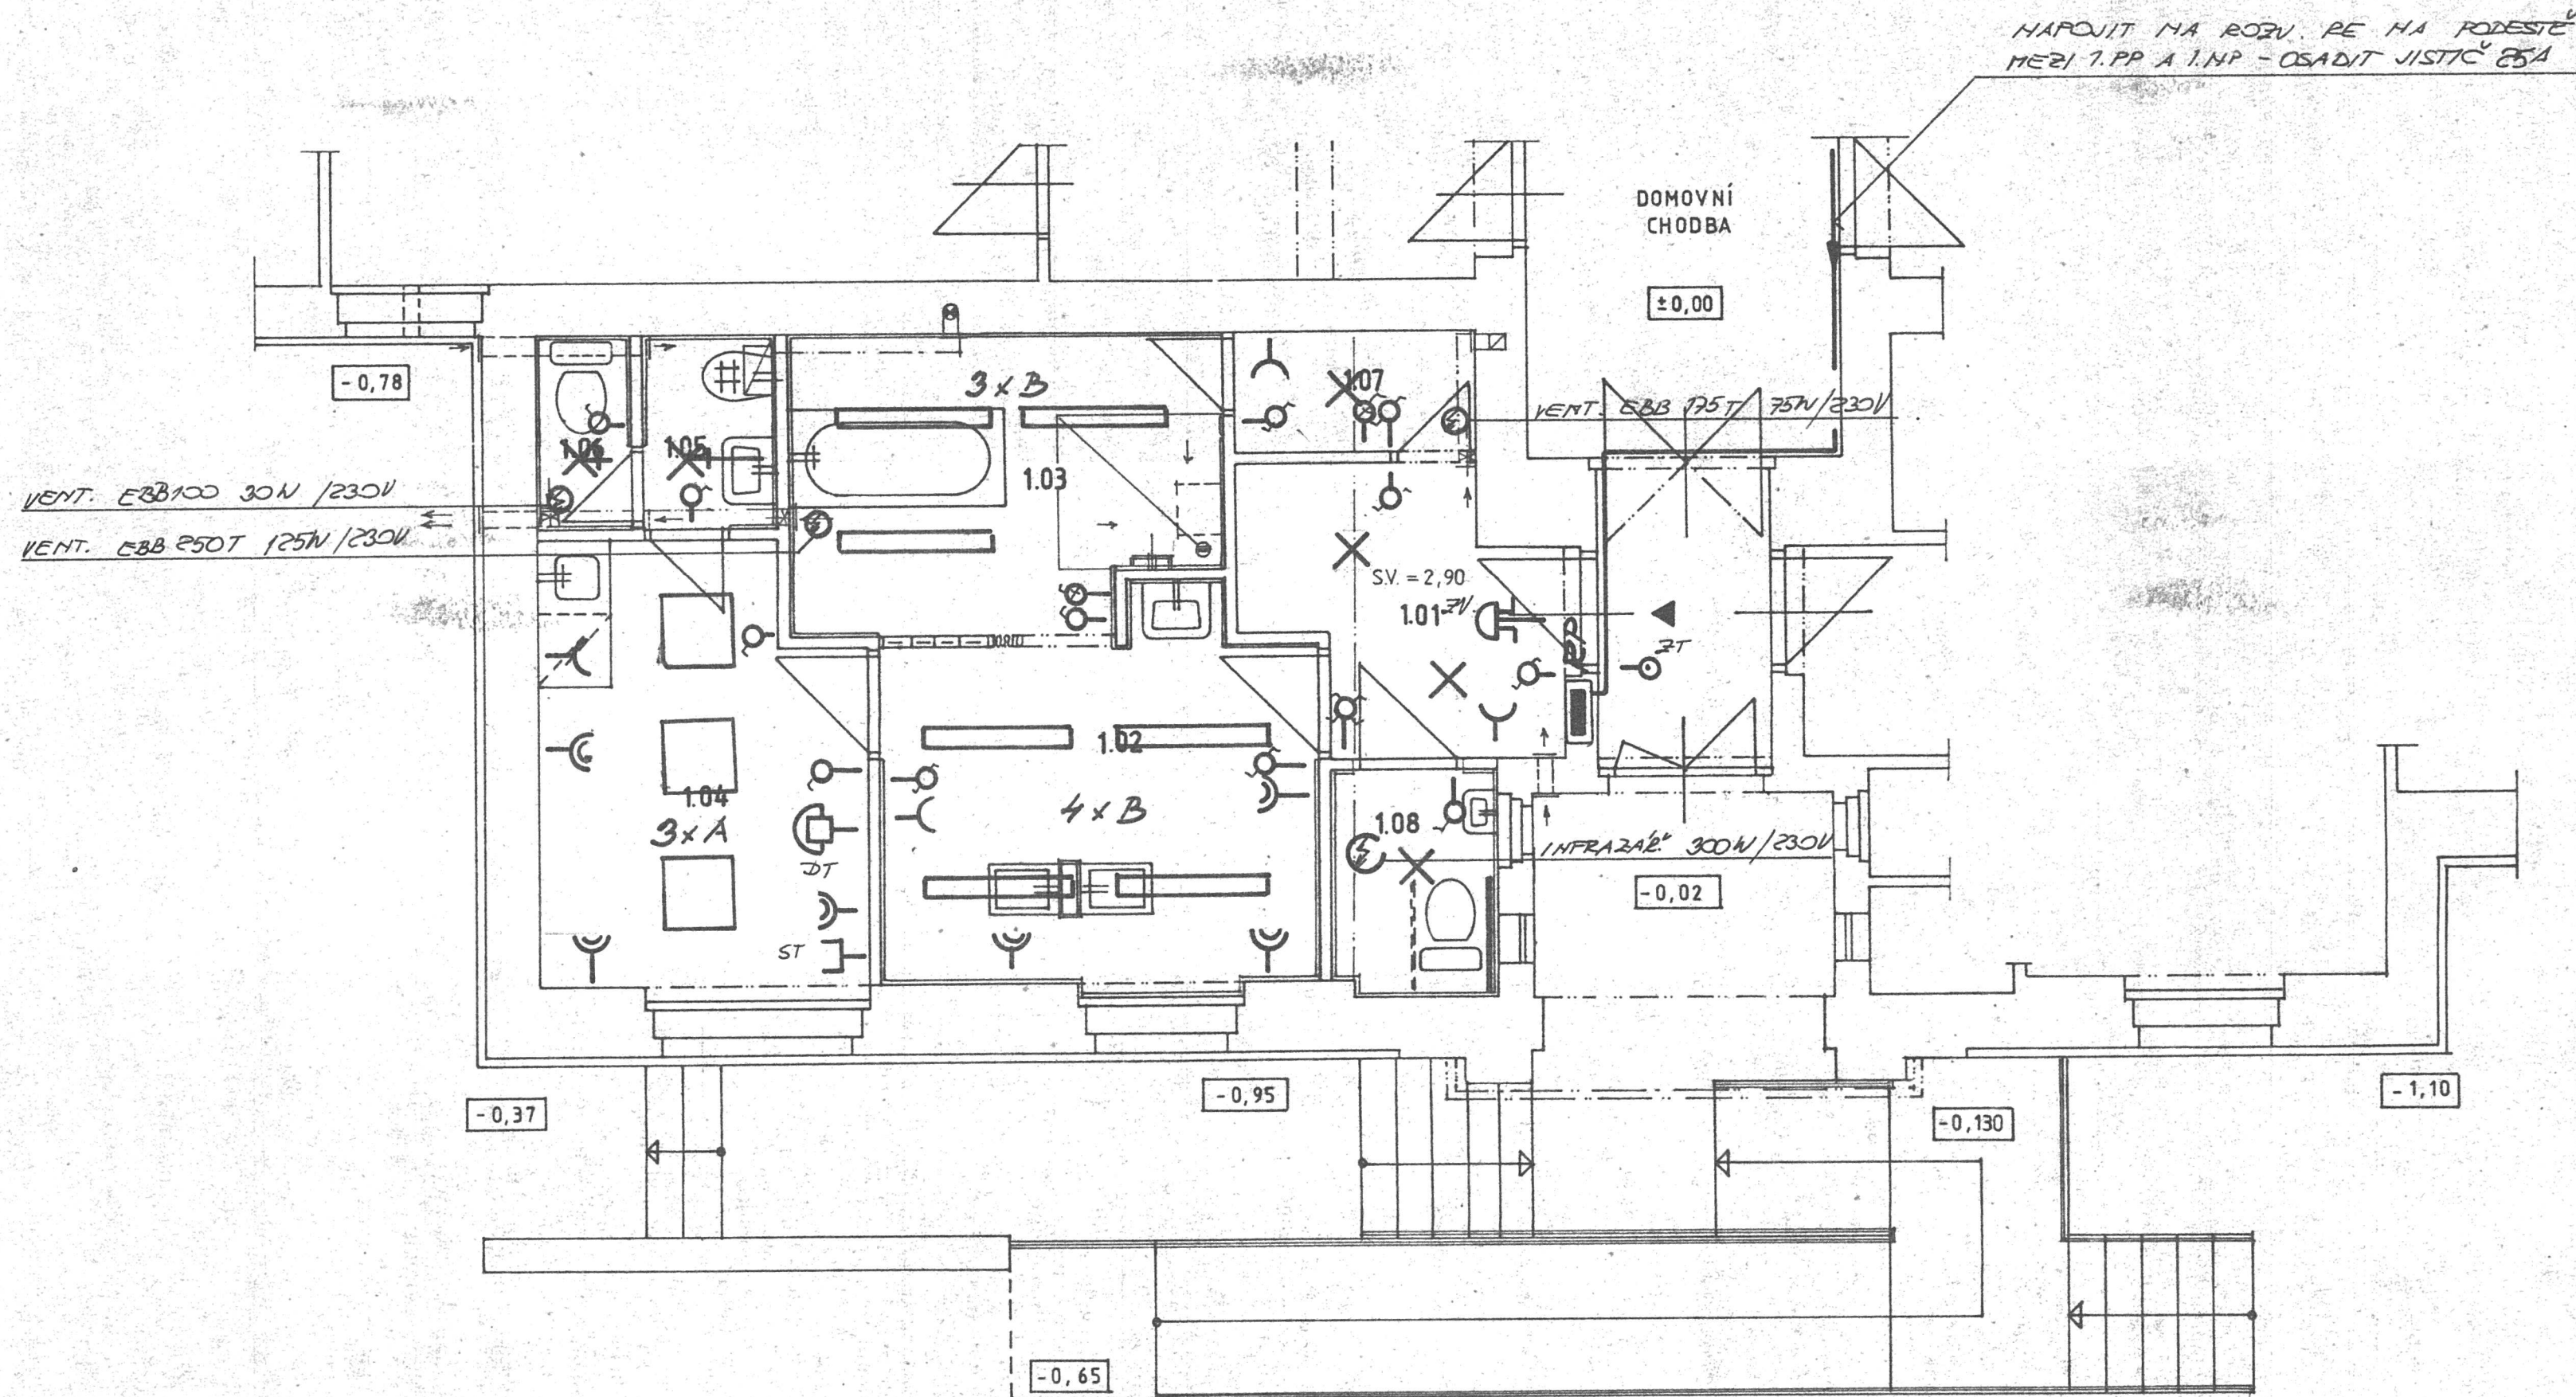 NAPOJIT NA ROZV. RE NA PODESTĚ
MEZI 1.PP A 1.NP - OSADIT JISTIČ 25A
DOMOVNÍ
CHODBA
±0,00
-0,78
3 x B
1.07
VENT. EBB 175T 75W/230V
1.06
1.05
1.03
VENT. EBB100 30W /230V
VENT. EBB 250T 125W/230V
S.V. = 2,90
1.01
ZV.
RP
ZT
1.02
1.04
3 x A
4 x B
1.08
INFRAZÁŘ. 300W/230V
DT
ST
-0,02
-0,37
-0,95
-0,130
-1,10
-0,65